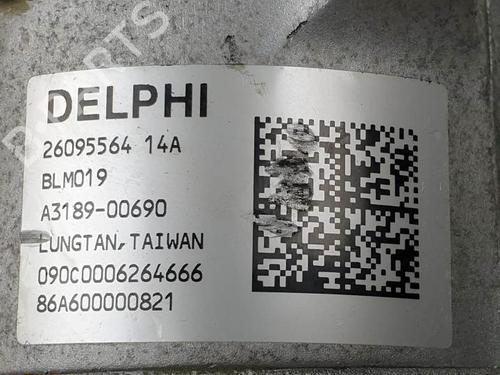 DELPHI
26095564 14A
BLM019
A3189-00690
LUNGTAN, TAIWAN
090C0006264666
86A600000821